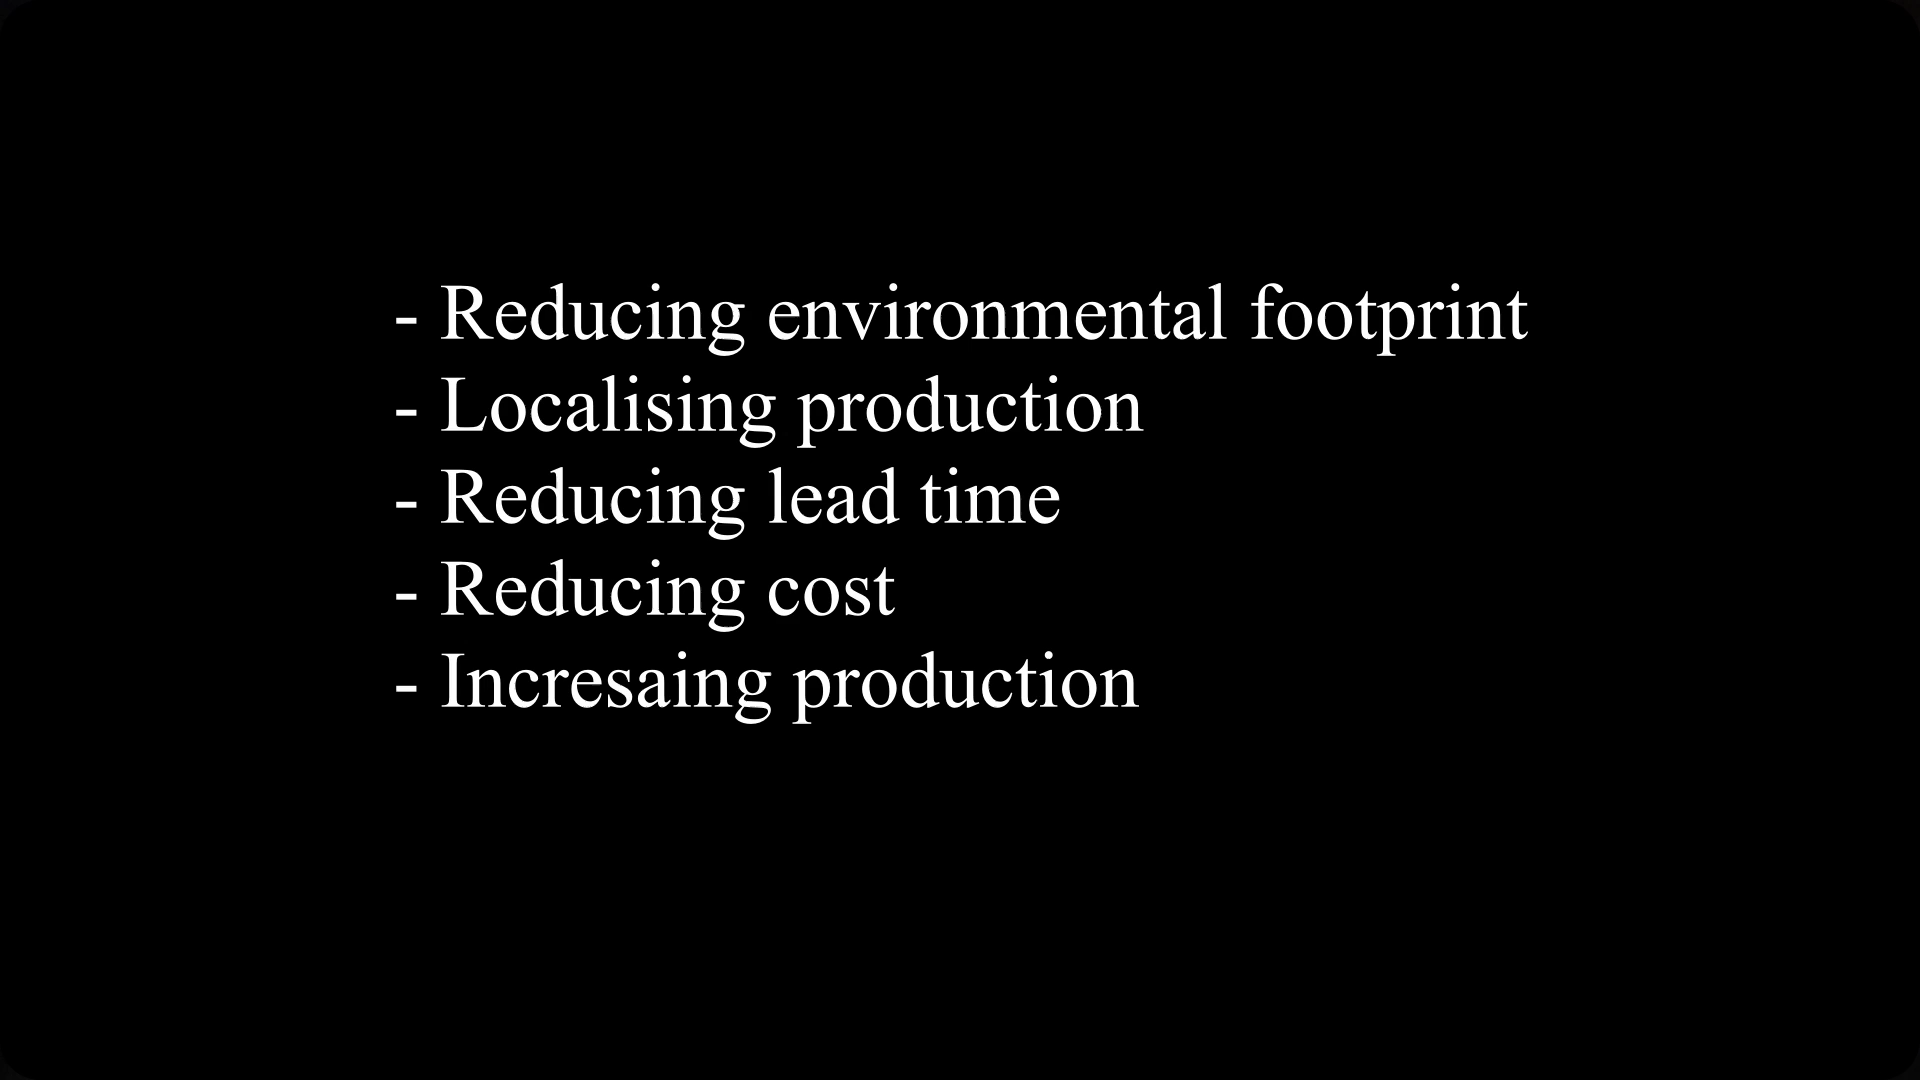 - Reducing environmental footprint
- Localising production
- Reducing lead time
- Reducing cost
- Incresaing production